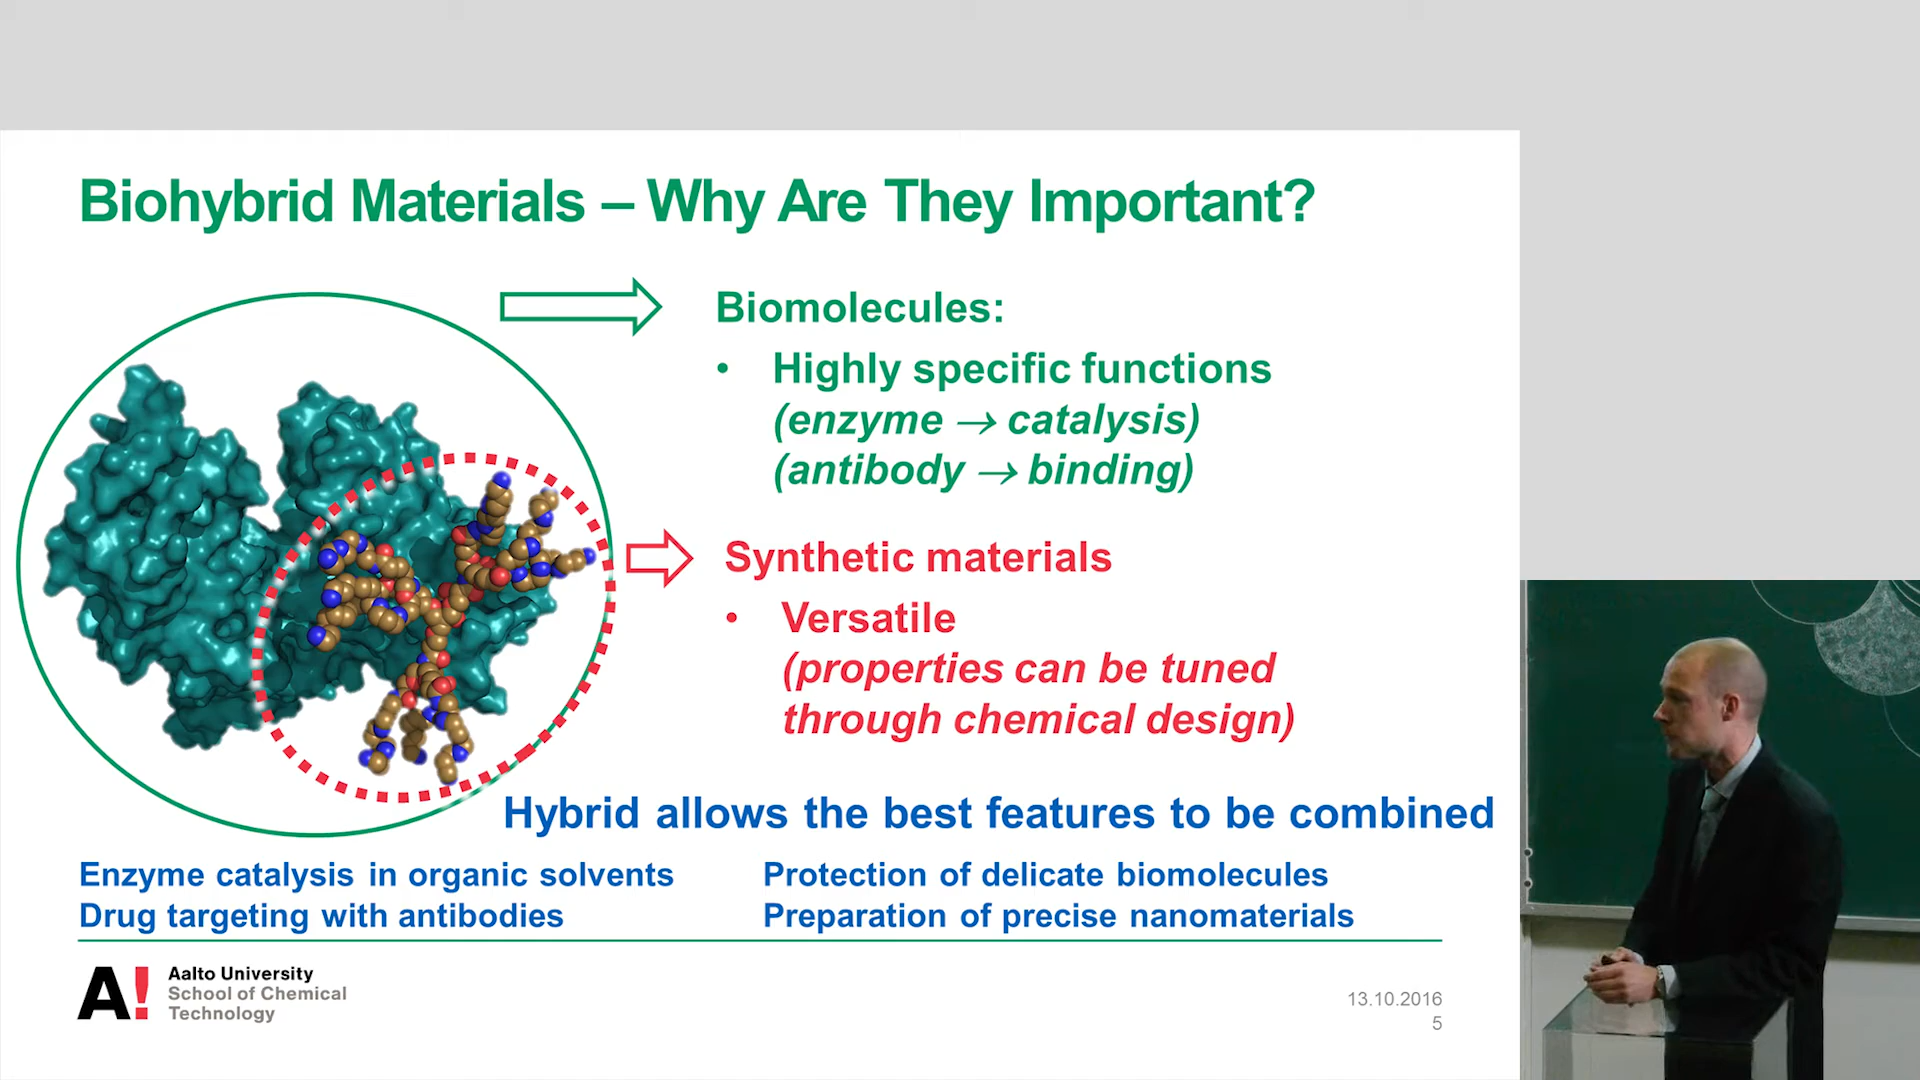 Biohybrid Materials – Why Are They Important?
Biomolecules:
• Highly specific functions
(enzyme → catalysis)
(antibody → binding)
Synthetic materials
• Versatile
(properties can be tuned
through chemical design)
Hybrid allows the best features to be combined
Enzyme catalysis in organic solvents
Drug targeting with antibodies
Protection of delicate biomolecules
Preparation of precise nanomaterials
A!
Aalto University
School of Chemical
Technology
13.10.2016
5